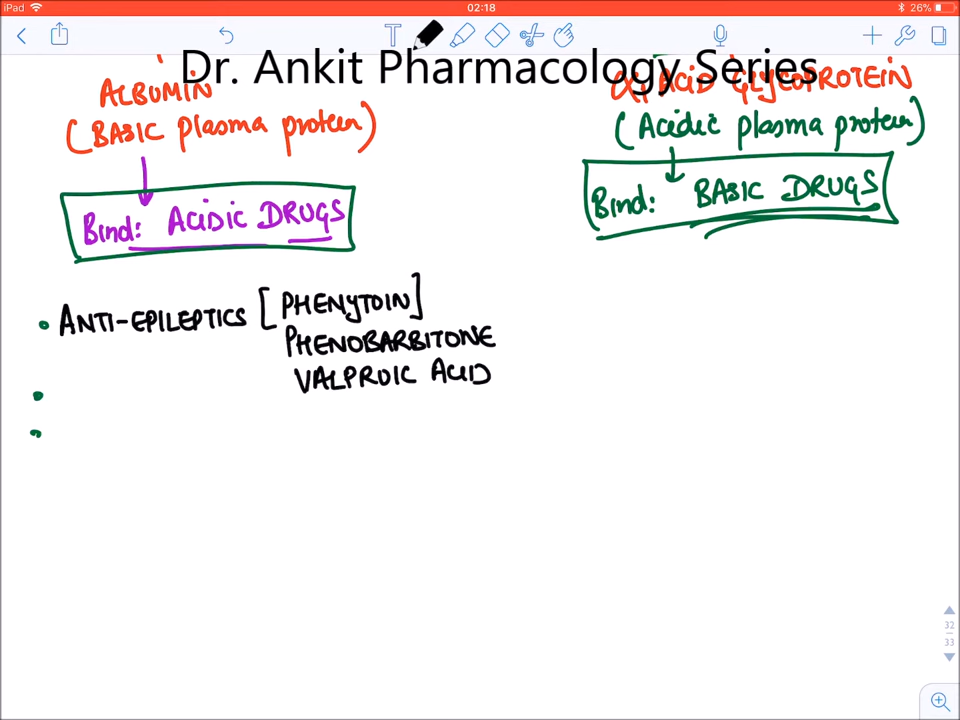 iPad 02:18 26%
T
Dr. Ankit Pharmacology Series
ALBUMIN
α1 ACID GLYCOPROTEIN
(BASIC plasma protein)
(Acidic plasma protein)
Bind: ACIDIC DRUGS
Bind: BASIC DRUGS
• ANTI-EPILEPTICS [PHENYTOIN]
PHENOBARBITONE
VALPROIC ACID
•
•
32
33